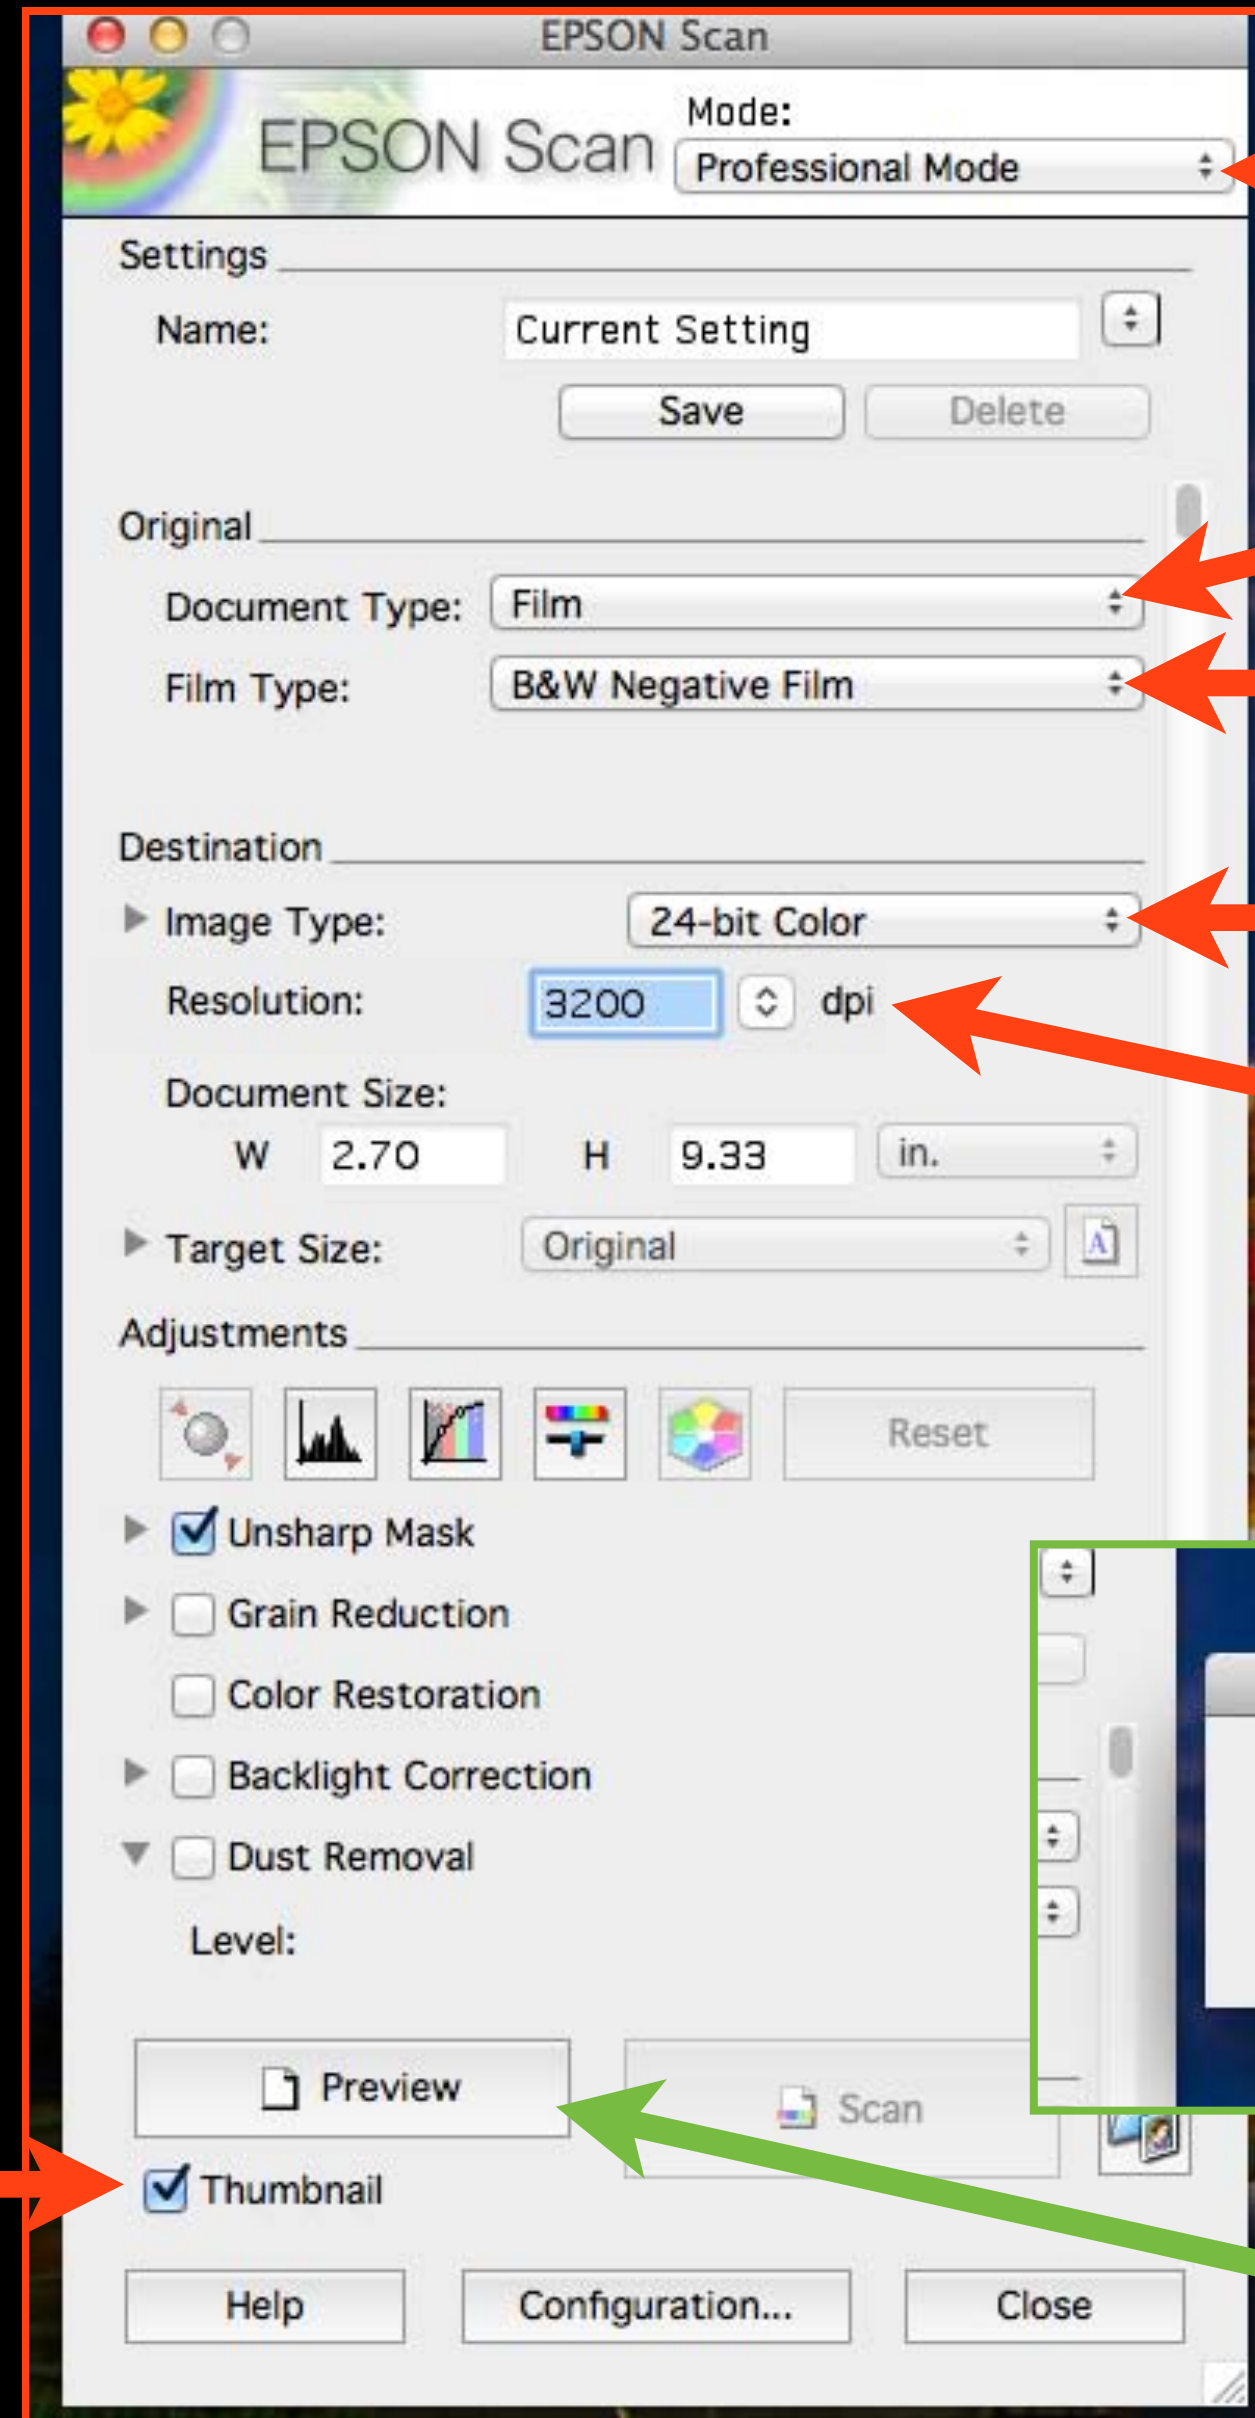 EPSON Scan
EPSON Scan
Mode:
Professional Mode
Settings
Name: Current Setting
Save Delete
Original
Document Type: Film
Film Type: B&W Negative Film
Destination
Image Type: 24-bit Color
Resolution: 3200 dpi
Document Size:
W 2.70 H 9.33 in.
Target Size: Original A
Adjustments
Reset
Unsharp Mask
Grain Reduction
Color Restoration
Backlight Correction
Dust Removal
Level:
Preview Scan
Thumbnail
Help Configuration... Close